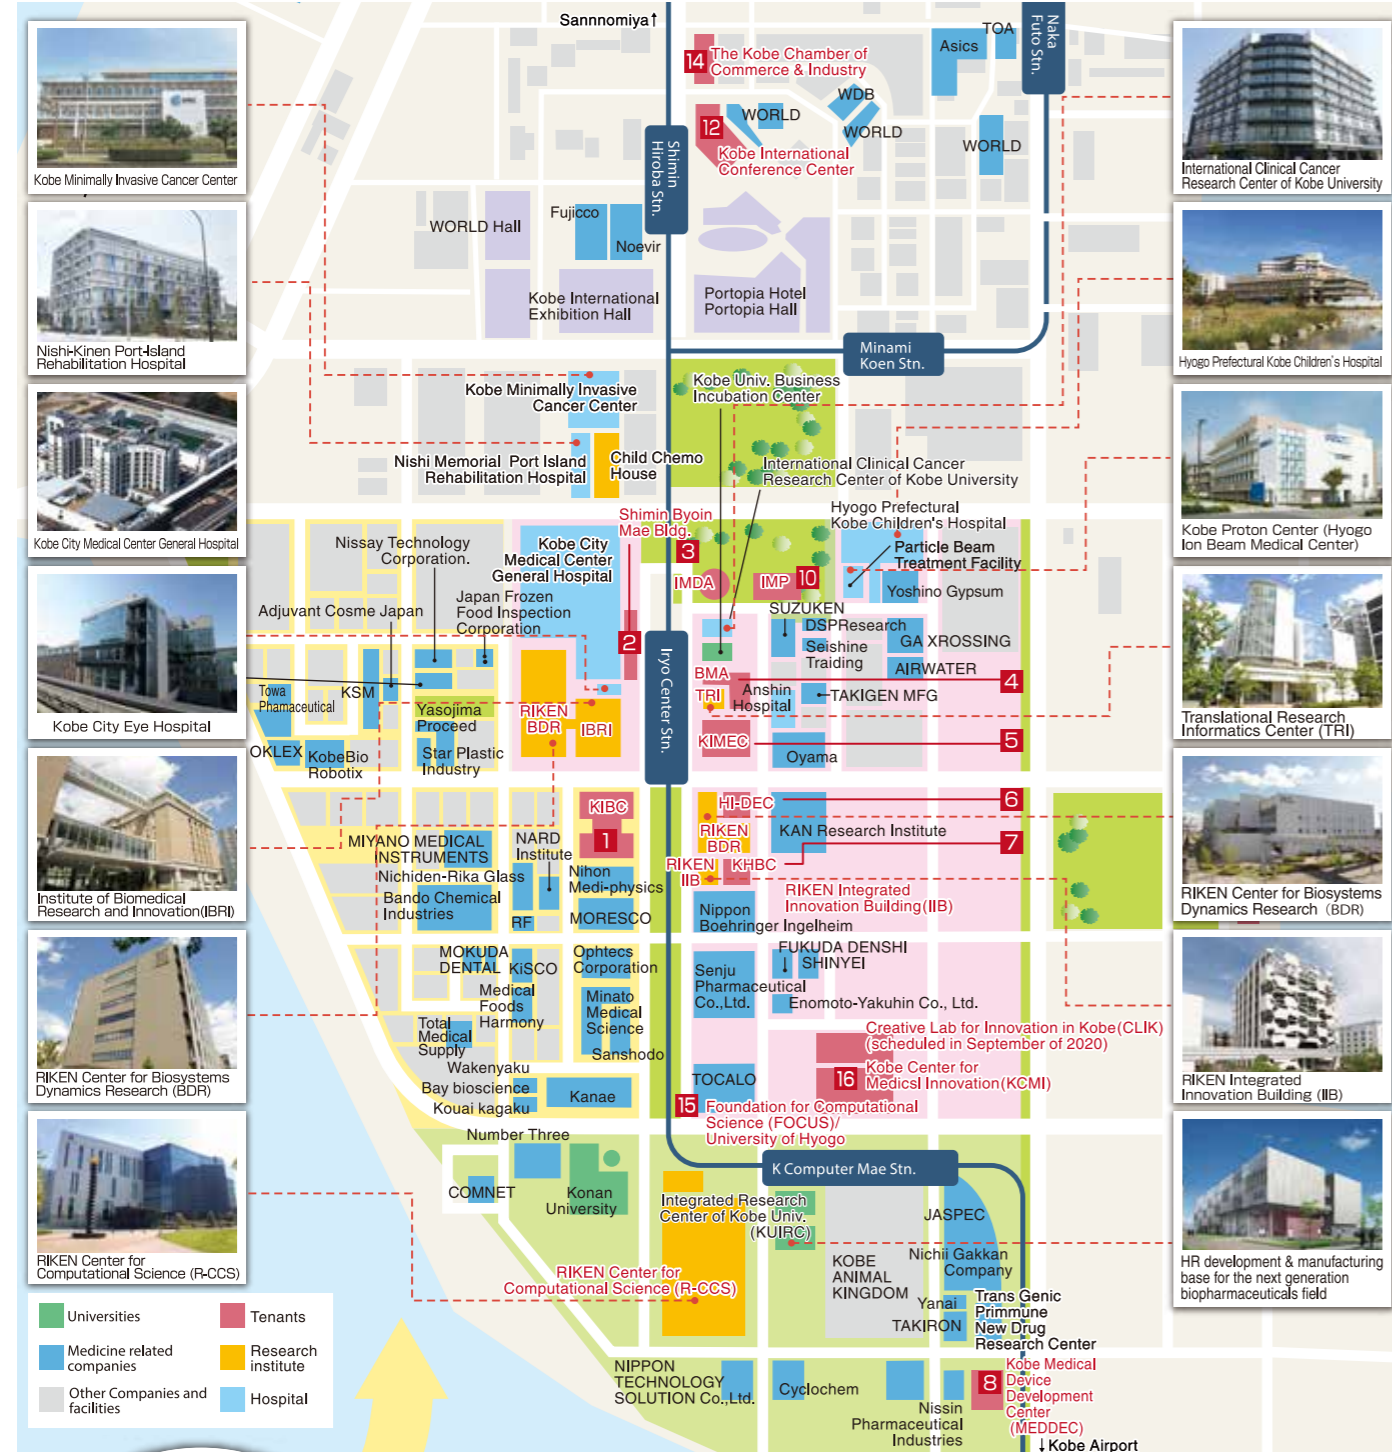 Sannnomiya↑
Naka
Futo Stn.
TOA
Asics
14
The Kobe Chamber of
Commerce & Industry
WDB
WORLD
WORLD
WORLD
12
Kobe International
Conference Center
Shimin
Hiroba Stn.
Fujicco
Noevir
WORLD Hall
Kobe International
Exhibition Hall
Portopia Hotel
Portopia Hall
Minami
Koen Stn.
Kobe Minimally Invasive Cancer Center
Nishi-Kinen Port-Island
Rehabilitation Hospital
Kobe City Medical Center General Hospital
Kobe City Eye Hospital
Institute of Biomedical
Research and Innovation(IBRI)
RIKEN Center for Biosystems
Dynamics Research (BDR)
RIKEN Center for
Computational Science (R-CCS)
International Clinical Cancer
Research Center of Kobe University
Hyogo Prefectural Kobe Children's Hospital
Kobe Proton Center (Hyogo
Ion Beam Medical Center)
Translational Research
Informatics Center (TRI)
RIKEN Center for Biosystems
Dynamics Research (BDR)
RIKEN Integrated
Innovation Building (IIB)
HR development & manufacturing
base for the next generation
biopharmaceuticals field
Kobe Minimally Invasive
Cancer Center
Kobe Univ. Business
Incubation Center
Nishi Memorial Port Island
Rehabilitation Hospital
Child Chemo
House
International Clinical Cancer
Research Center of Kobe University
Shimin Byoin
Mae Bldg.
Hyogo Prefectural
Kobe Children's Hospital
Nissay Technology
Corporation.
Kobe City
Medical Center
General Hospital
3
Particle Beam
Treatment Facility
IMDA
IMP
10
Yoshino Gypsum
Adjuvant Cosme Japan
Japan Frozen
Food Inspection
Corporation
SUZUKEN
DSPResearch
Seishine
Traiding
GA XROSSING
AIRWATER
2
Iryo Center Stn.
BMA
4
TRI
Anshin
Hospital
TAKIGEN MFG
Towa
Phamaceutical
KSM
Yasojima
Proceed
RIKEN
BDR
IBRI
KIMEC
5
OKLEX
KobeBio
Robotix
Star Plastic
Industry
Oyama
KIBC
1
HI-DEC
6
RIKEN
BDR
KAN Research Institute
7
MIYANO MEDICAL
INSTRUMENTS
NARD
Institute
RIKEN
IIB
KHBC
Nichiden-Rika Glass
Nihon
Medi-physics
Bando Chemical
Industries
RIKEN Integrated
Innovation Building(IIB)
RF
MORESCO
Nippon
Boehringer Ingelheim
MOKUDA
DENTAL
KiSCO
Ophtecs
Corporation
FUKUDA DENSHI
SHINYEI
Senju
Pharmaceutical
Co.,Ltd.
Medical
Foods
Harmony
Minato
Medical
Science
Enomoto-Yakuhin Co., Ltd.
Total
Medical
Supply
Sanshodo
Creative Lab for Innovation in Kobe(CLIK)
(scheduled in September of 2020)
Wakenyaku
Bay bioscience
Kouai kagaku
Kanae
TOCALO
16
Kobe Center for
Medicsl Innovation(KCMI)
15
Foundation for Computational
Science (FOCUS)/
University of Hyogo
Number Three
K Computer Mae Stn.
COMNET
Konan
University
Integrated Research
Center of Kobe Univ.
(KUIRC)
JASPEC
KOBE
ANIMAL
KINGDOM
Nichii Gakkan
Company
RIKEN Center for
Computational Science (R-CCS)
Yanai
TAKIRON
Trans Genic
Primmune
New Drug
Research Center
NIPPON
TECHNOLOGY
SOLUTION Co.,Ltd.
Cyclochem
8
Kobe Medical
Device
Development
Center
(MEDDEC)
Nissin
Pharmaceutical
Industries
↓Kobe Airport
Universities
Tenants
Medicine related
companies
Research
institute
Other Companies and
facilities
Hospital